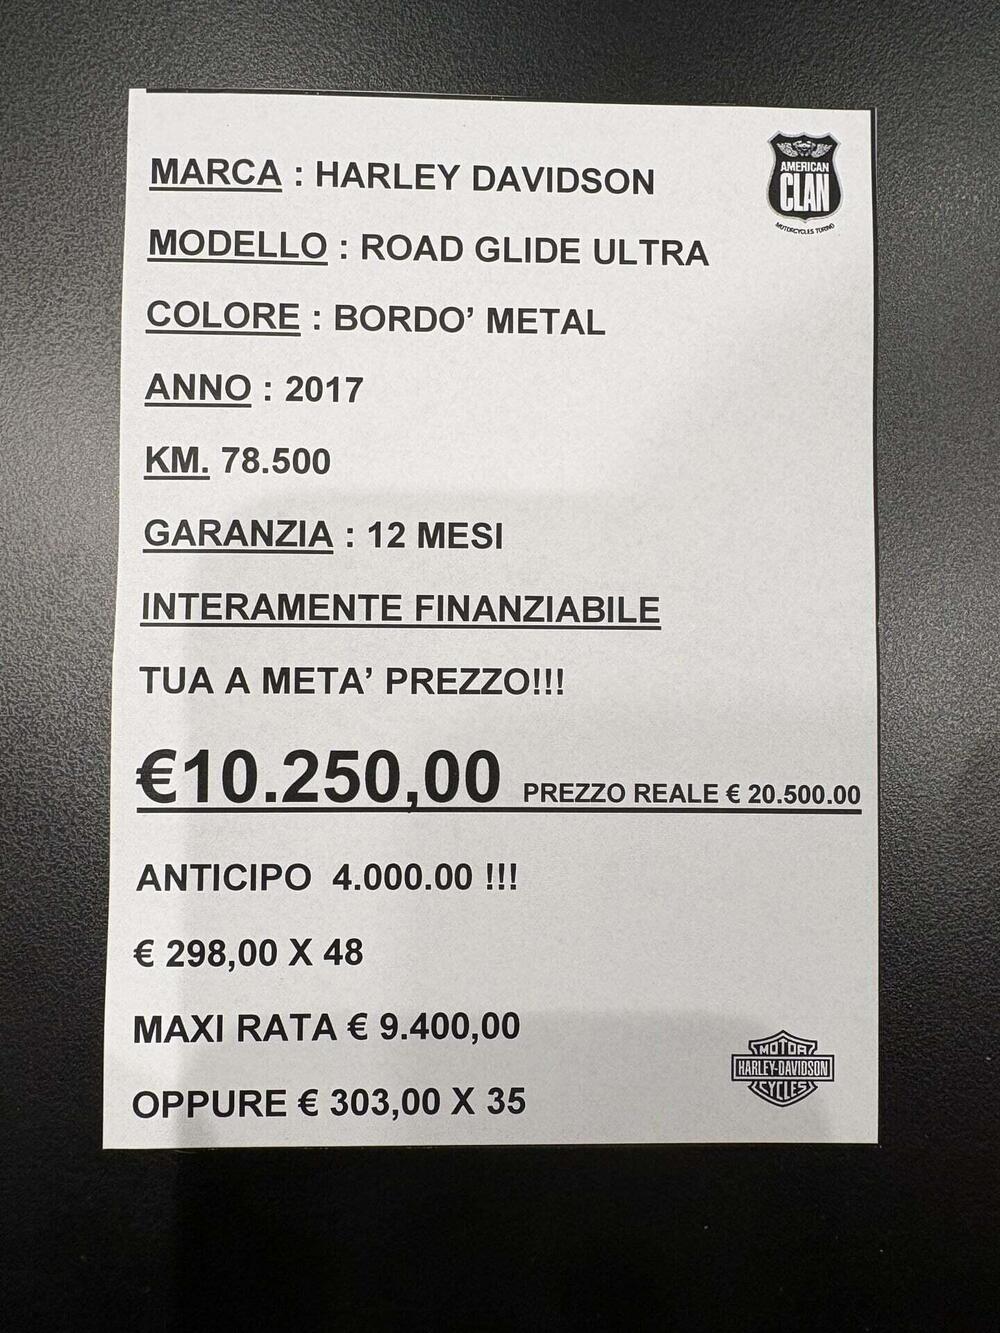 AMERICAN
CLAN
MOTORCYCLES TORINO
MARCA : HARLEY DAVIDSON
MODELLO : ROAD GLIDE ULTRA
COLORE : BORDO’ METAL
ANNO : 2017
KM. 78.500
GARANZIA : 12 MESI
INTERAMENTE FINANZIABILE
TUA A META’ PREZZO!!!
€10.250,00 PREZZO REALE € 20.500.00
ANTICIPO 4.000.00 !!!
€ 298,00 X 48
MAXI RATA € 9.400,00
OPPURE € 303,00 X 35
MOTOR
HARLEY-DAVIDSON
CYCLES